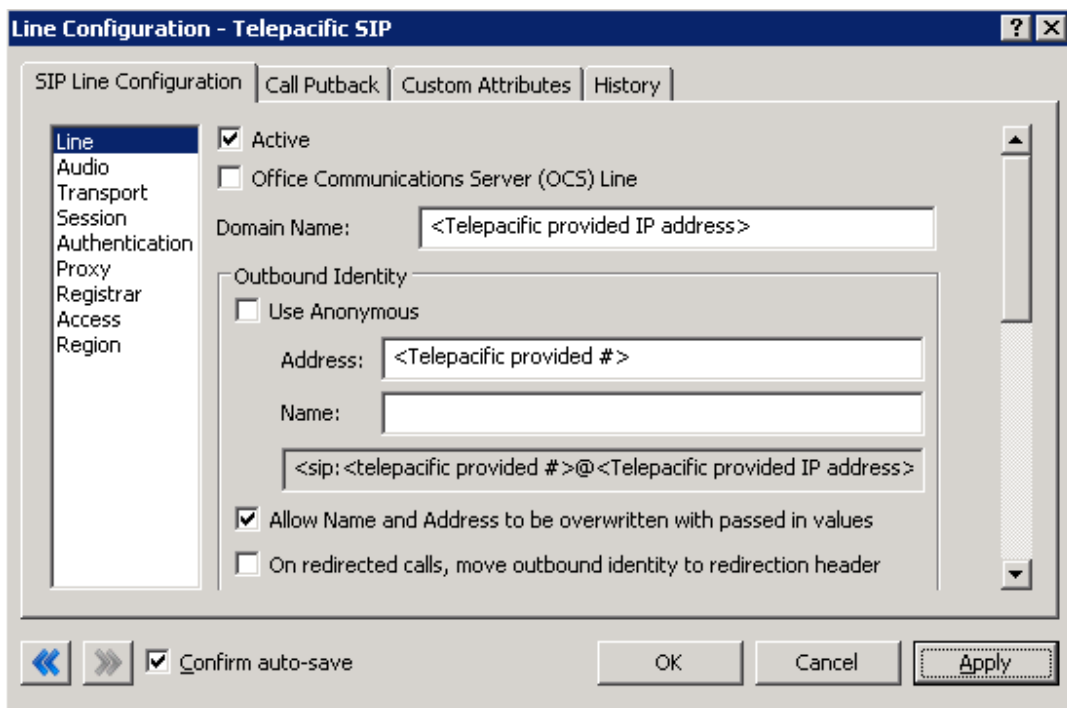 Line Configuration - Telepacific SIP
SIP Line Configuration
Call Putback
Custom Attributes
History
Line
Audio
Transport
Session
Authentication
Proxy
Registrar
Access
Region
Active
Office Communications Server (OCS) Line
Domain Name:
<Telepacific provided IP address>
Outbound Identity
Use Anonymous
Address:
<Telepacific provided #>
Name:
<sip:<telepacific provided #>@<Telepacific provided IP address>
Allow Name and Address to be overwritten with passed in values
On redirected calls, move outbound identity to redirection header
Confirm auto-save
OK
Cancel
Apply